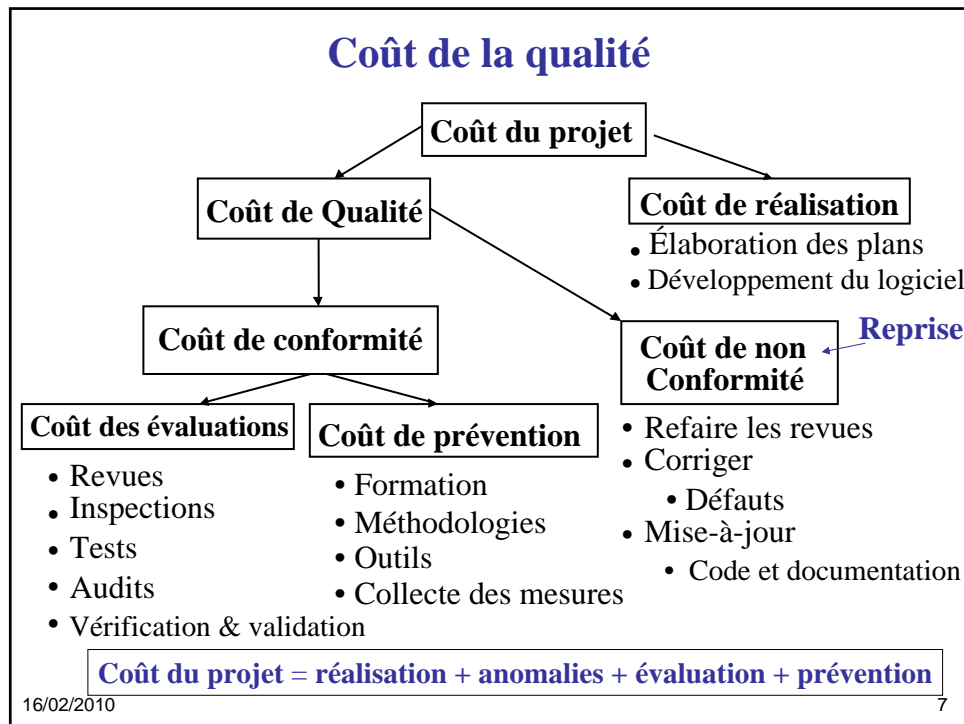 Coût de la qualité
Coût du projet
Coût de Qualité
Coût de réalisation
• Élaboration des plans
• Développement du logiciel
Coût de conformité
Reprise
Coût de non
Conformité
Coût des évaluations
• Revues
• Inspections
• Tests
• Audits
• Vérification & validation
Coût de prévention
• Formation
• Méthodologies
• Outils
• Collecte des mesures
• Refaire les revues
• Corriger
• Défauts
• Mise-à-jour
• Code et documentation
Coût du projet = réalisation + anomalies + évaluation + prévention
16/02/2010
7